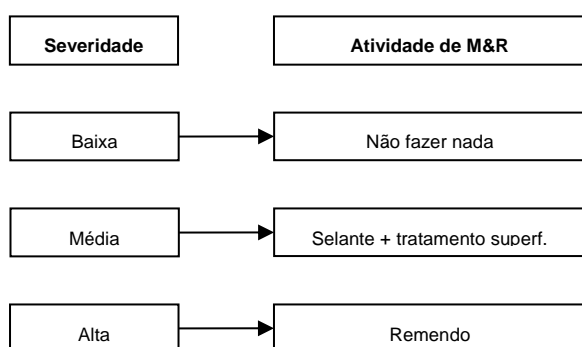 Severidade Atividade de M&R
Baixa Não fazer nada
Média Selante + tratamento superf.
Alta Remendo